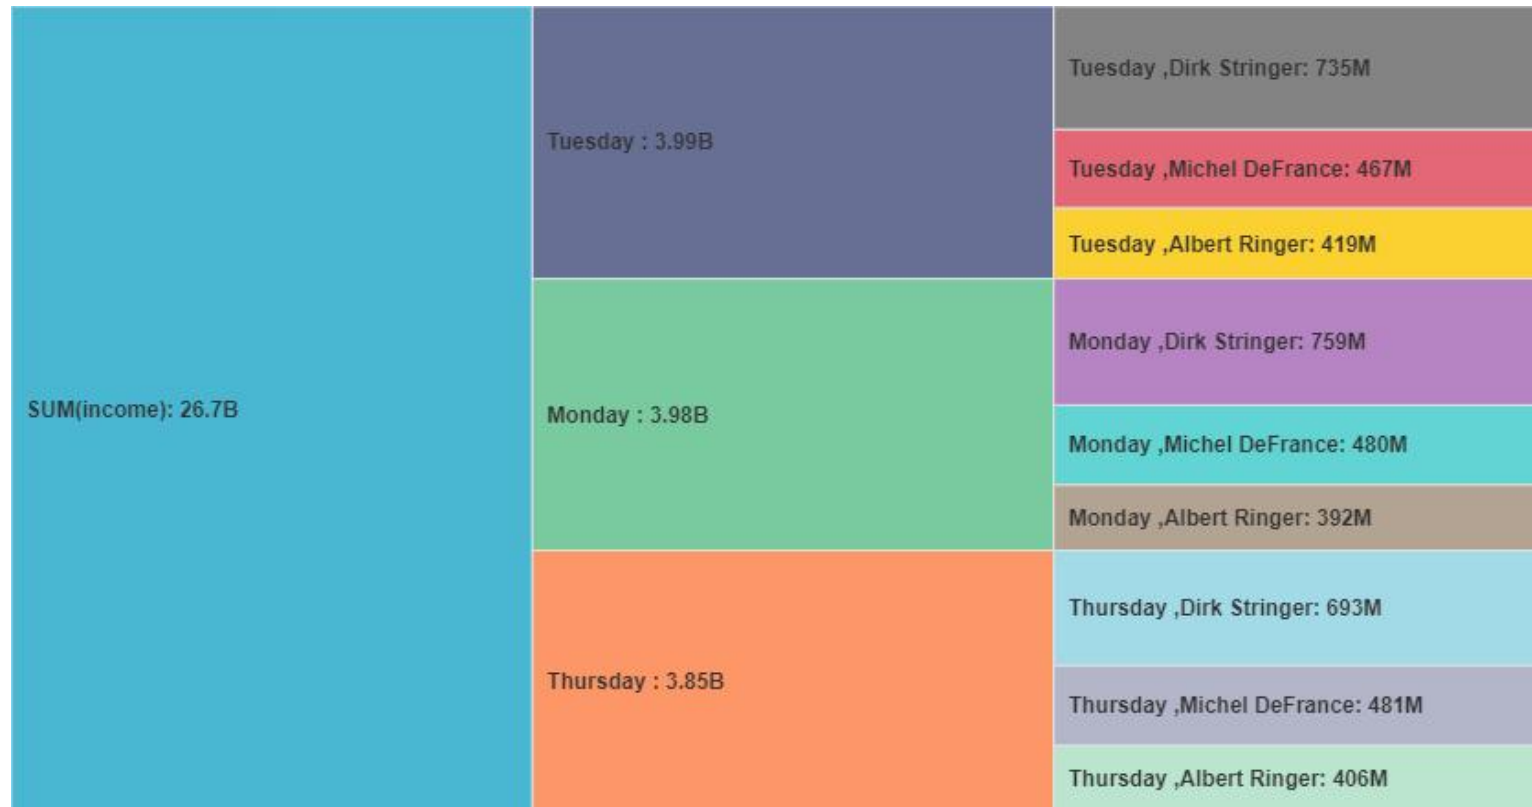 SUM(income): 26.7B
Tuesday : 3.99B
Tuesday ,Dirk Stringer: 735M
Tuesday ,Michel DeFrance: 467M
Tuesday ,Albert Ringer: 419M
Monday : 3.98B
Monday ,Dirk Stringer: 759M
Monday ,Michel DeFrance: 480M
Monday ,Albert Ringer: 392M
Thursday : 3.85B
Thursday ,Dirk Stringer: 693M
Thursday ,Michel DeFrance: 481M
Thursday ,Albert Ringer: 406M